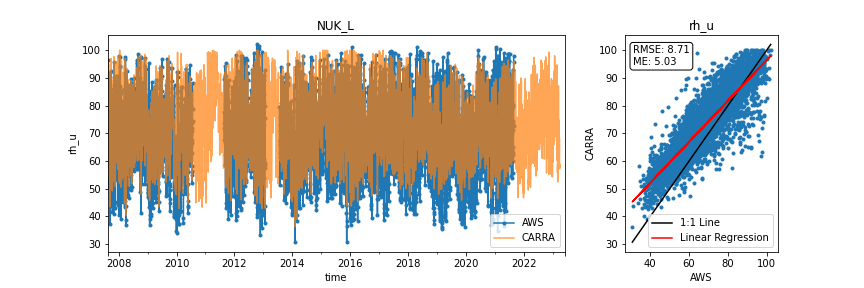 NUK_L
rh_u
100
90
80
70
60
50
40
30
2008
2010
2012
2014
2016
2018
2020
2022
time
AWS
CARRA
rh_u
RMSE: 8.71
ME: 5.03
CARRA
100
90
80
70
60
50
40
30
40
60
80
100
AWS
1:1 Line
Linear Regression